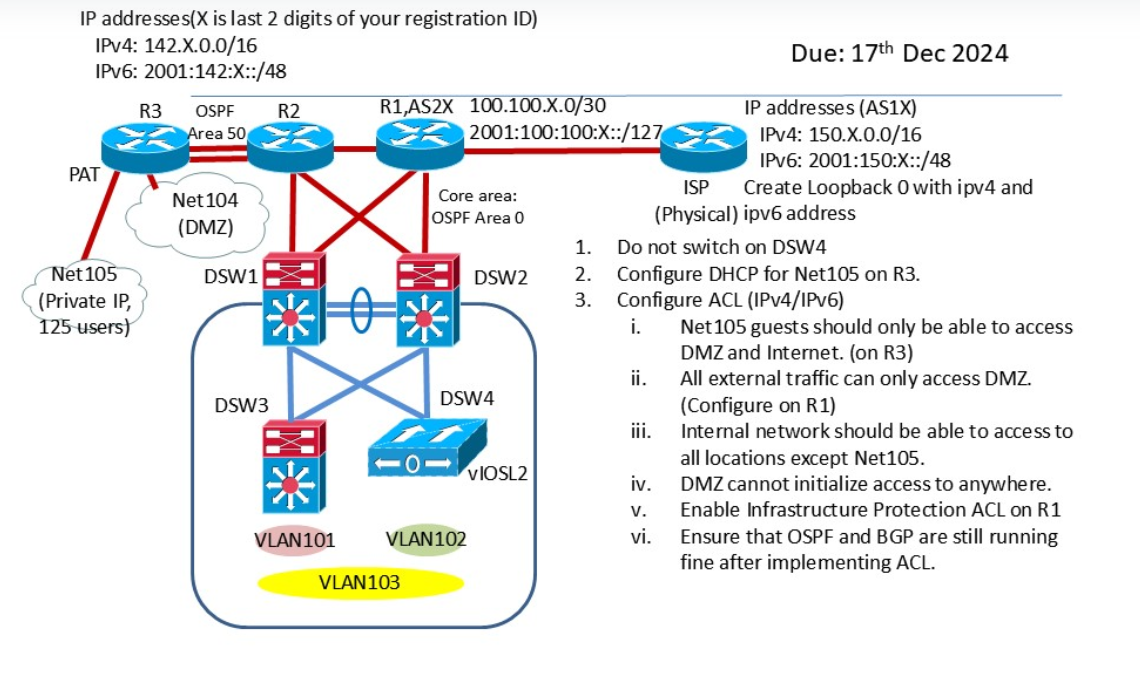 IP addresses(X is last 2 digits of your registration ID)
IPv4: 142.X.0.0/16
IPv6: 2001:142:X::/48
Due: 17th Dec 2024
R3
OSPF
Area 50
R2
R1,AS2X
100.100.X.0/30
2001:100:100:X::/127
IP addresses (AS1X)
IPv4: 150.X.0.0/16
IPv6: 2001:150:X::/48
ISP
(Physical)
Create Loopback 0 with ipv4 and
ipv6 address
PAT
Net104
(DMZ)
Core area:
OSPF Area 0
Net105
(Private IP,
125 users)
DSW1
DSW2
DSW3
DSW4
vIOSL2
VLAN101
VLAN102
VLAN103
1. Do not switch on DSW4
2. Configure DHCP for Net105 on R3.
3. Configure ACL (IPv4/IPv6)
i. Net105 guests should only be able to access
DMZ and Internet. (on R3)
ii. All external traffic can only access DMZ.
(Configure on R1)
iii. Internal network should be able to access to
all locations except Net105.
iv. DMZ cannot initialize access to anywhere.
v. Enable Infrastructure Protection ACL on R1
vi. Ensure that OSPF and BGP are still running
fine after implementing ACL.